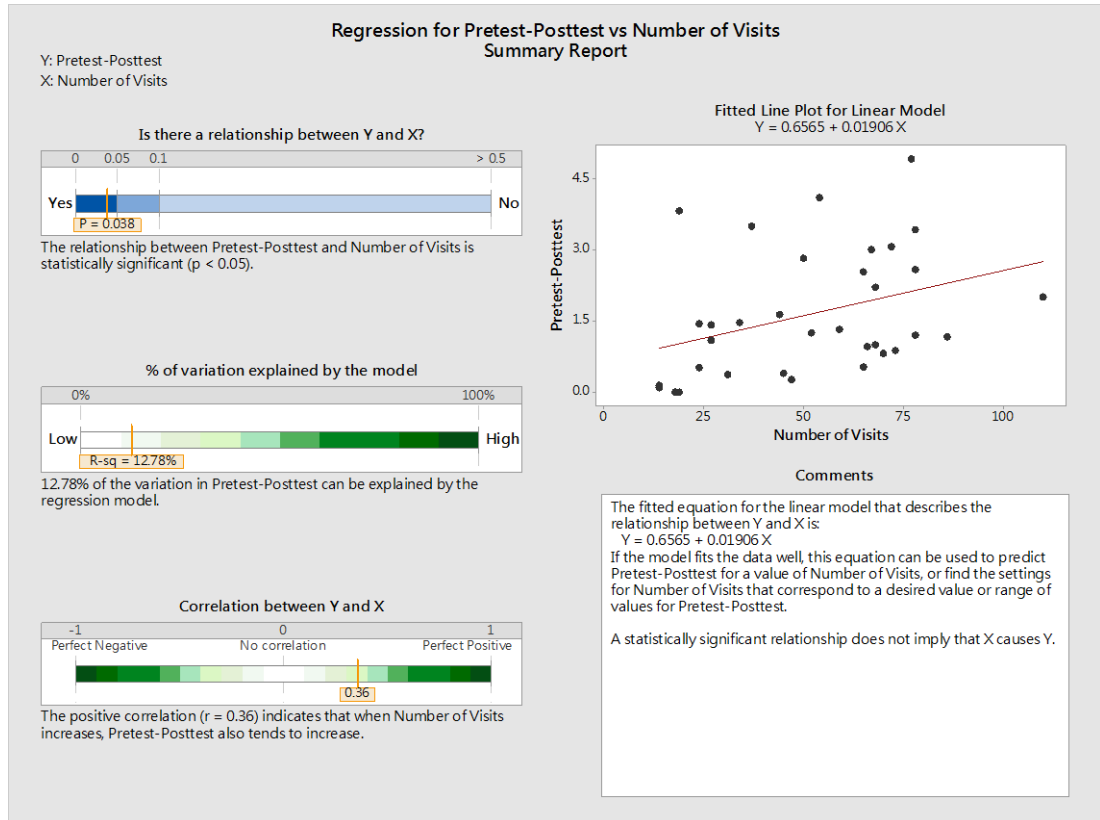 Regression for Pretest-Posttest vs Number of Visits
Summary Report
Y: Pretest-Posttest
X: Number of Visits
Is there a relationship between Y and X?
0 0.05 0.1 > 0.5
Yes No
P = 0.038
The relationship between Pretest-Posttest and Number of Visits is
statistically significant (p < 0.05).
% of variation explained by the model
0% 100%
Low High
R-sq = 12.78%
12.78% of the variation in Pretest-Posttest can be explained by the
regression model.
Correlation between Y and X
-1 0 1
Perfect Negative No correlation Perfect Positive
0.36
The positive correlation (r = 0.36) indicates that when Number of Visits
increases, Pretest-Posttest also tends to increase.
Fitted Line Plot for Linear Model
Y = 0.6565 + 0.01906 X
Pretest-Posttest
4.5
3.0
1.5
0.0
0 25 50 75 100
Number of Visits
Comments
The fitted equation for the linear model that describes the
relationship between Y and X is:
Y = 0.6565 + 0.01906 X
If the model fits the data well, this equation can be used to predict
Pretest-Posttest for a value of Number of Visits, or find the settings
for Number of Visits that correspond to a desired value or range of
values for Pretest-Posttest.
A statistically significant relationship does not imply that X causes Y.